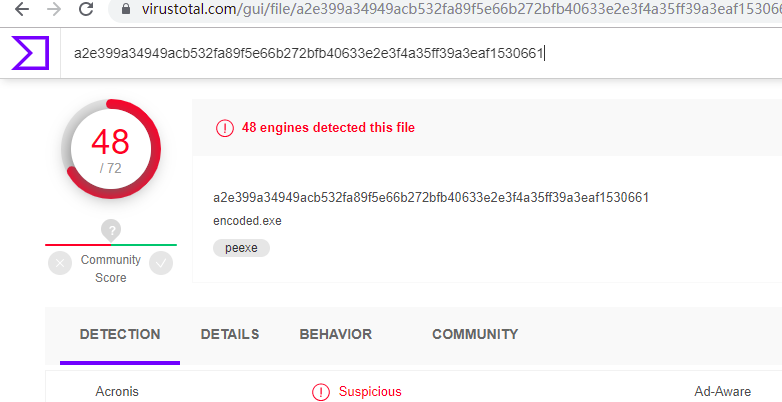 virustotal.com/gui/file/a2e399a34949acb532fa89f5e66b272bfb40633e2e3f4a35ff39a3eaf15306
a2e399a34949acb532fa89f5e66b272bfb40633e2e3f4a35ff39a3eaf1530661
48
/ 72
48 engines detected this file
a2e399a34949acb532fa89f5e66b272bfb40633e2e3f4a35ff39a3eaf1530661
encoded.exe
peexe
?
Community
Score
DETECTION DETAILS BEHAVIOR COMMUNITY
Acronis Suspicious Ad-Aware